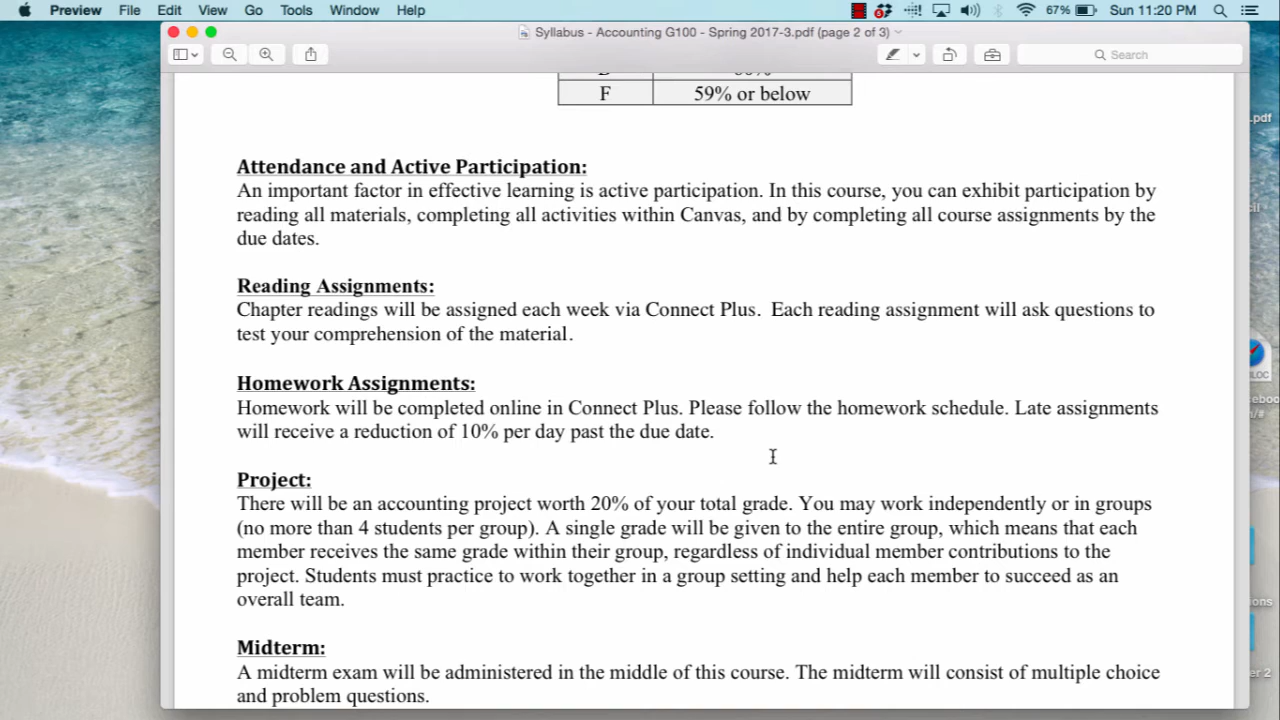 Preview File Edit View Go Tools Window Help 5 67% Sun 11:20 PM
Syllabus - Accounting G100 - Spring 2017-3.pdf (page 2 of 3)
Search
F 59% or below
.pdf
Attendance and Active Participation:
An important factor in effective learning is active participation. In this course, you can exhibit participation by
reading all materials, completing all activities within Canvas, and by completing all course assignments by the
due dates.
Reading Assignments:
Chapter readings will be assigned each week via Connect Plus.  Each reading assignment will ask questions to
test your comprehension of the material.
Homework Assignments:
Homework will be completed online in Connect Plus. Please follow the homework schedule. Late assignments
will receive a reduction of 10% per day past the due date.
Project:
There will be an accounting project worth 20% of your total grade. You may work independently or in groups
(no more than 4 students per group). A single grade will be given to the entire group, which means that each
member receives the same grade within their group, regardless of individual member contributions to the
project. Students must practice to work together in a group setting and help each member to succeed as an
overall team.
Midterm:
A midterm exam will be administered in the middle of this course. The midterm will consist of multiple choice
and problem questions.